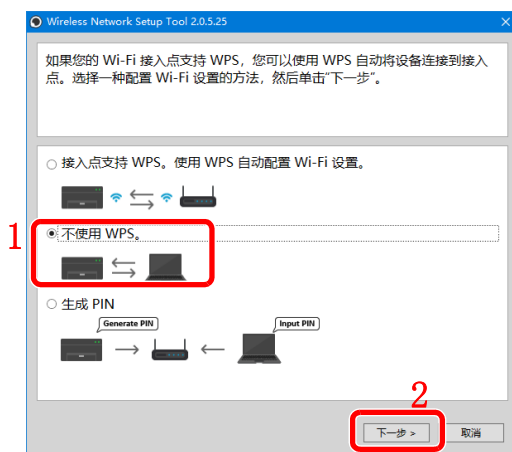 Wireless Network Setup Tool 2.0.5.25
如果您的 Wi-Fi 接入点支持 WPS，您可以使用 WPS 自动将设备连接到接入
点。选择一种配置 Wi-Fi 设置的方法，然后单击“下一步”。
接入点支持 WPS。使用 WPS 自动配置 Wi-Fi 设置。
1
不使用 WPS。
生成 PIN
Generate PIN
Input PIN
2
下一步 >
取消